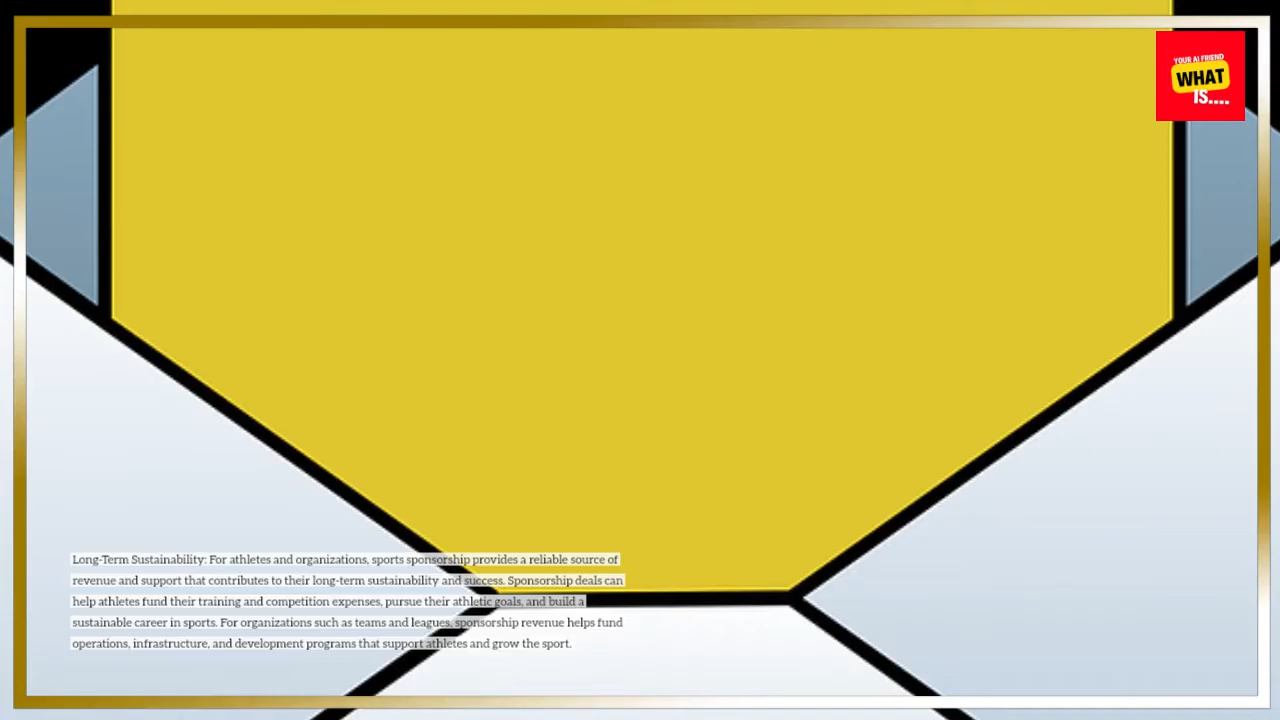 YOUR AI FRIEND
WHAT
IS....
Long-Term Sustainability: For athletes and organizations, sports sponsorship provides a reliable source of
revenue and support that contributes to their long-term sustainability and success. Sponsorship deals can
help athletes fund their training and competition expenses, pursue their athletic goals, and build a
sustainable career in sports. For organizations such as teams and leagues, sponsorship revenue helps fund
operations, infrastructure, and development programs that support athletes and grow the sport.